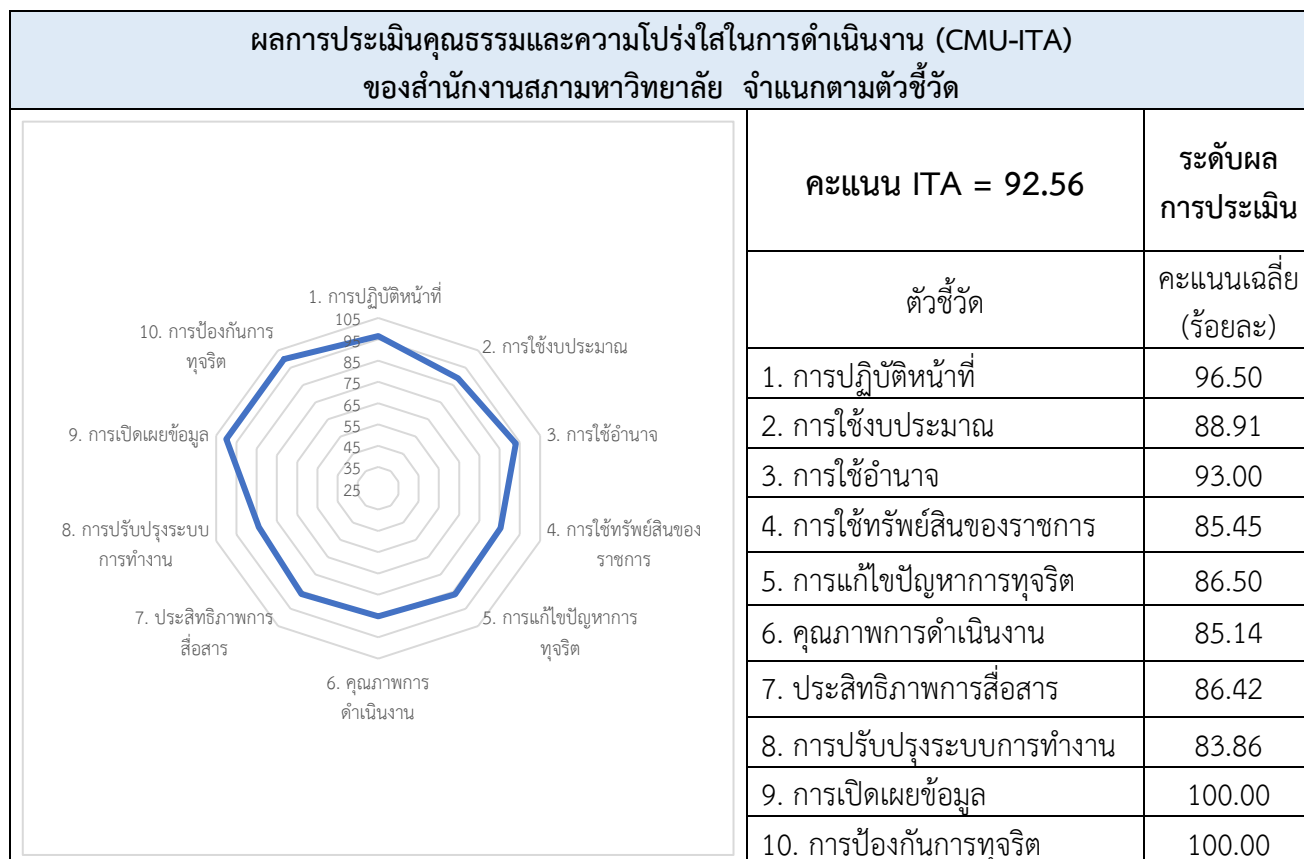 ผลการประเมินคุณธรรมและความโปร่งใสในการดำเนินงาน (CMU-ITA)
ของสำนักงานสภามหาวิทยาลัย จำแนกตามตัวชี้วัด
1. การปฏิบัติหน้าที่
105
95
85
75
65
55
45
35
25
2. การใช้งบประมาณ
3. การใช้อำนาจ
4. การใช้ทรัพย์สินของ
ราชการ
5. การแก้ไขปัญหาการ
ทุจริต
6. คุณภาพการ
ดำเนินงาน
7. ประสิทธิภาพการ
สื่อสาร
8. การปรับปรุงระบบ
การทำงาน
9. การเปิดเผยข้อมูล
10. การป้องกันการ
ทุจริต
คะแนน ITA = 92.56
ระดับผล
การประเมิน
ตัวชี้วัด
คะแนนเฉลี่ย
(ร้อยละ)
1. การปฏิบัติหน้าที่ 96.50
2. การใช้งบประมาณ 88.91
3. การใช้อำนาจ 93.00
4. การใช้ทรัพย์สินของราชการ 85.45
5. การแก้ไขปัญหาการทุจริต 86.50
6. คุณภาพการดำเนินงาน 85.14
7. ประสิทธิภาพการสื่อสาร 86.42
8. การปรับปรุงระบบการทำงาน 83.86
9. การเปิดเผยข้อมูล 100.00
10. การป้องกันการทุจริต 100.00